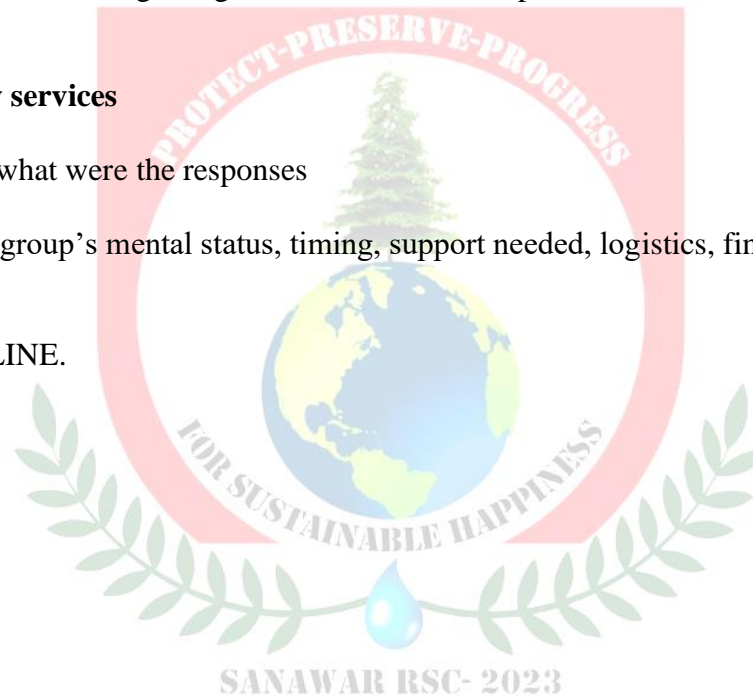 PROTECT-PRESERVE-PROGRESS
y services
what were the responses
group’s mental status, timing, support needed, logistics, fin
LINE.
FOR SUSTAINABLE HAPPINESS
SANAWAR RSC- 2023